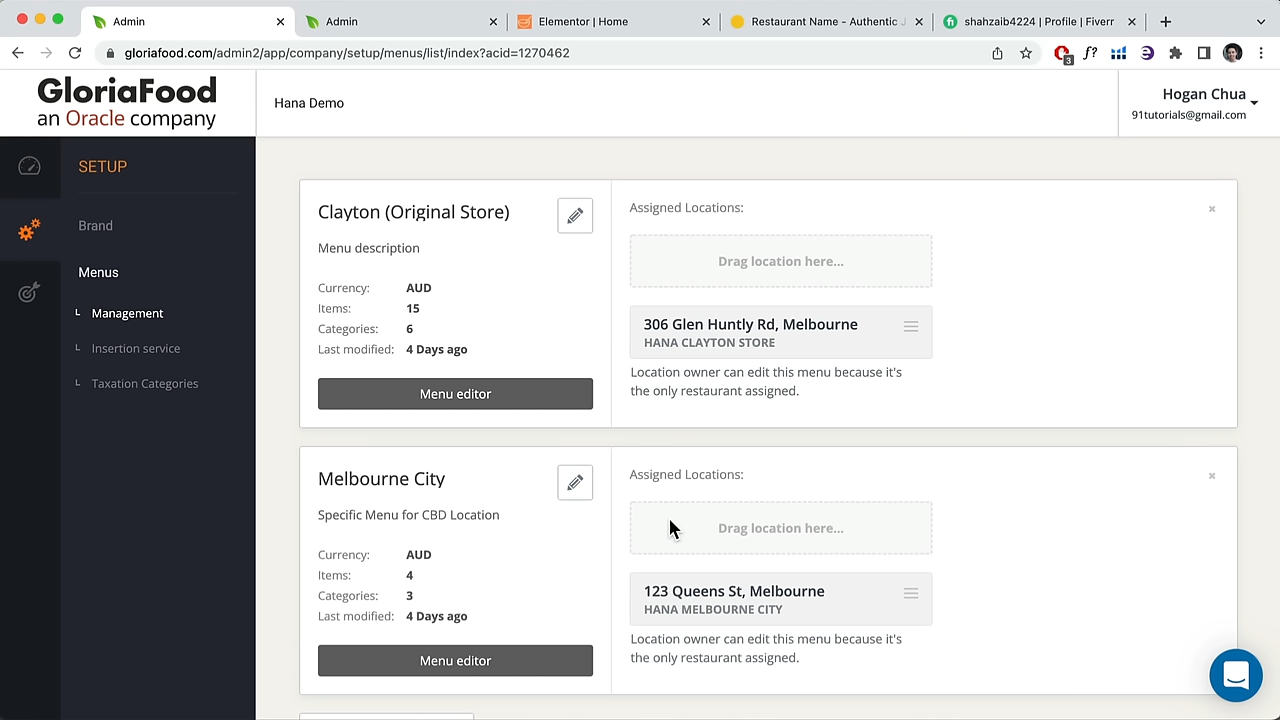 Admin
Admin
Elementor | Home
Restaurant Name - Authentic J
shahzaib4224 | Profile | Fiverr
gloriafood.com/admin2/app/company/setup/menus/list/index?acid=1270462
3
f?
GloriaFood
an Oracle company
Hana Demo
Hogan Chua
91tutorials@gmail.com
SETUP
Brand
Menus
Management
Insertion service
Taxation Categories
Clayton (Original Store)
Menu description
Currency: AUD
Items: 15
Categories: 6
Last modified: 4 Days ago
Menu editor
Assigned Locations:
Drag location here...
306 Glen Huntly Rd, Melbourne
HANA CLAYTON STORE
Location owner can edit this menu because it's
the only restaurant assigned.
Melbourne City
Specific Menu for CBD Location
Currency: AUD
Items: 4
Categories: 3
Last modified: 4 Days ago
Menu editor
Assigned Locations:
Drag location here...
123 Queens St, Melbourne
HANA MELBOURNE CITY
Location owner can edit this menu because it's
the only restaurant assigned.